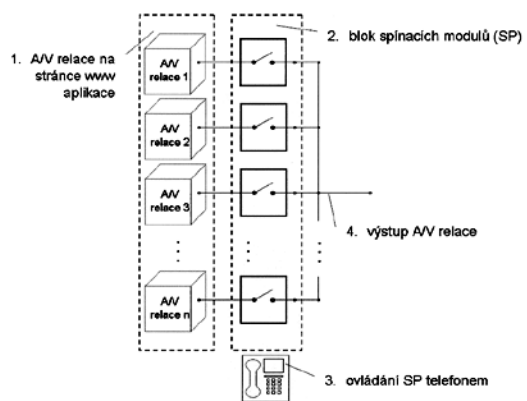 1. A/V relace na
stránce www
aplikace
2. blok spínacích modulů (SP)
A/V
relace 1
A/V
relace 2
A/V
relace 3
A/V
relace n
4. výstup A/V relace
3. ovládání SP telefonem